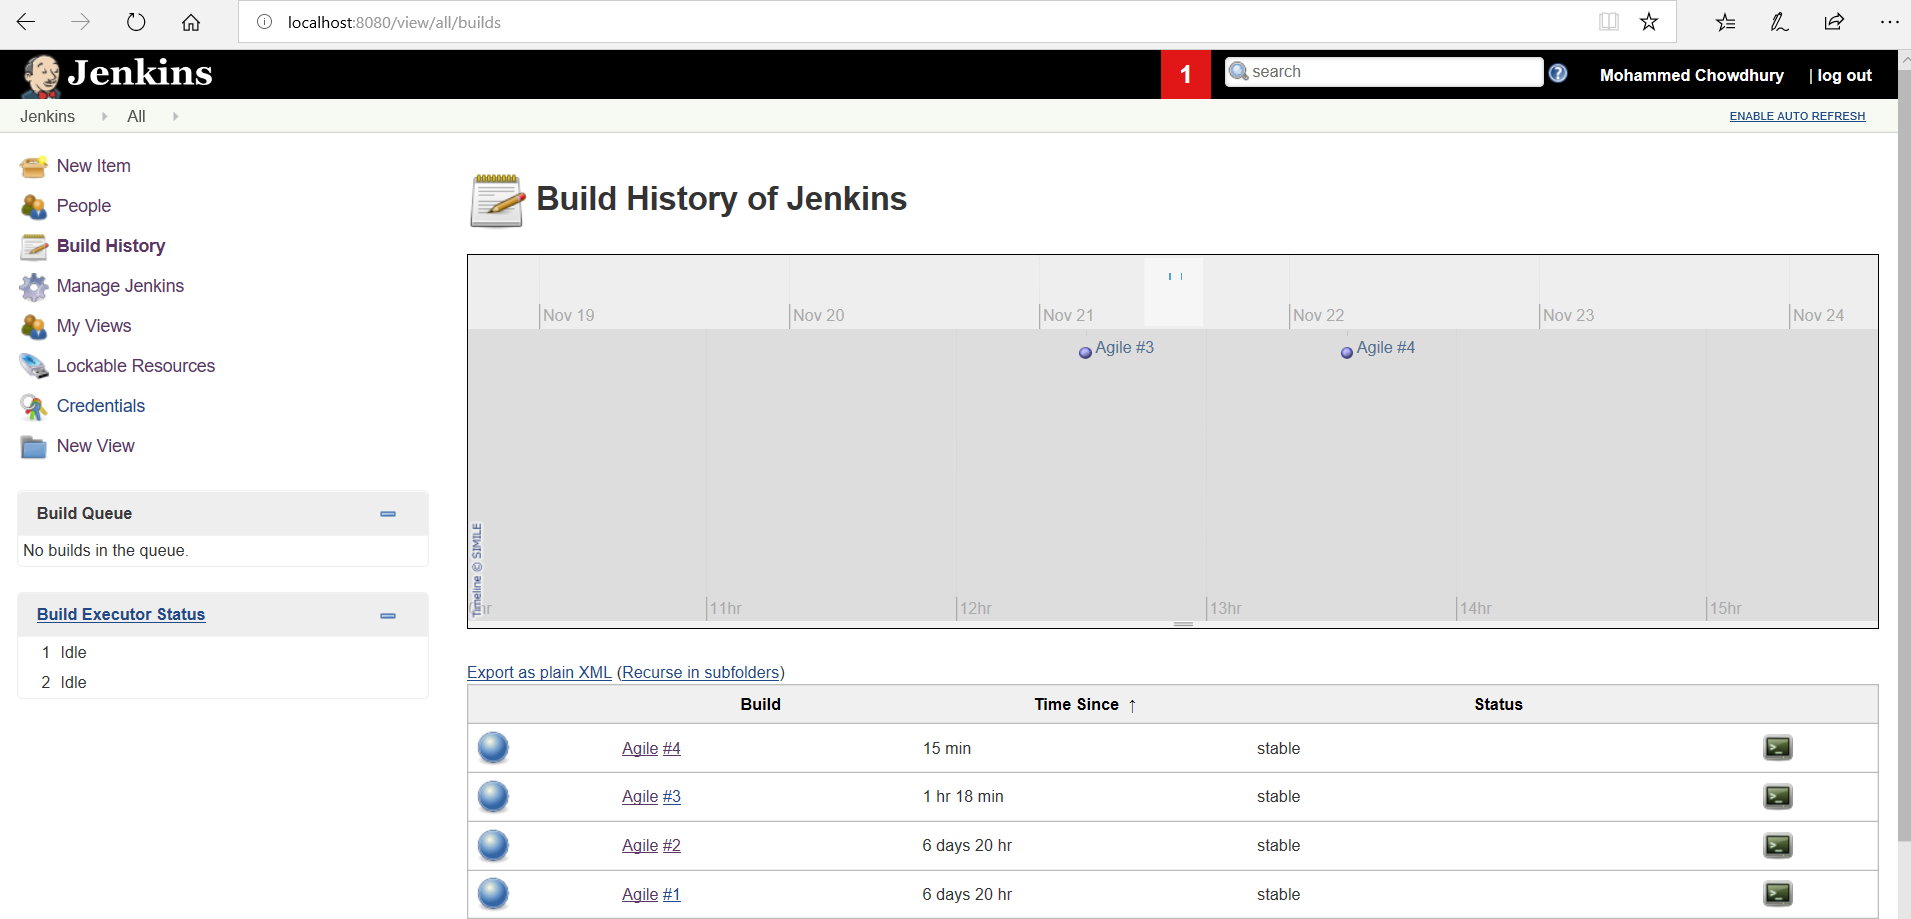 localhost:8080/view/all/builds
Jenkins
1
search
Mohammed Chowdhury
| log out
Jenkins All
ENABLE AUTO REFRESH
New Item
People
Build History
Manage Jenkins
My Views
Lockable Resources
Credentials
New View
Build Queue
No builds in the queue.
Build Executor Status
1 Idle
2 Idle
Build History of Jenkins
Nov 19 Nov 20 Nov 21 Nov 22 Nov 23 Nov 24
Agile #3 Agile #4
Timeline © SIMILE
11hr 12hr 13hr 14hr 15hr
Export as plain XML (Recurse in subfolders)
Build Time Since ↑ Status
Agile #4 15 min stable
Agile #3 1 hr 18 min stable
Agile #2 6 days 20 hr stable
Agile #1 6 days 20 hr stable